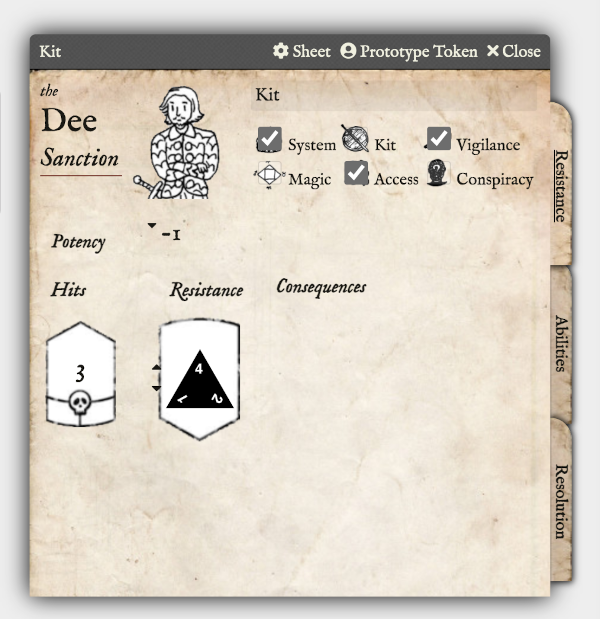 Kit Sheet Prototype Token Close
the
Dee
Sanction
Kit
System Kit Vigilance
Magic Access Conspiracy
Potency -1
Hits Resistance Consequences
3
4
1 2
Resistance
Abilities
Resolution